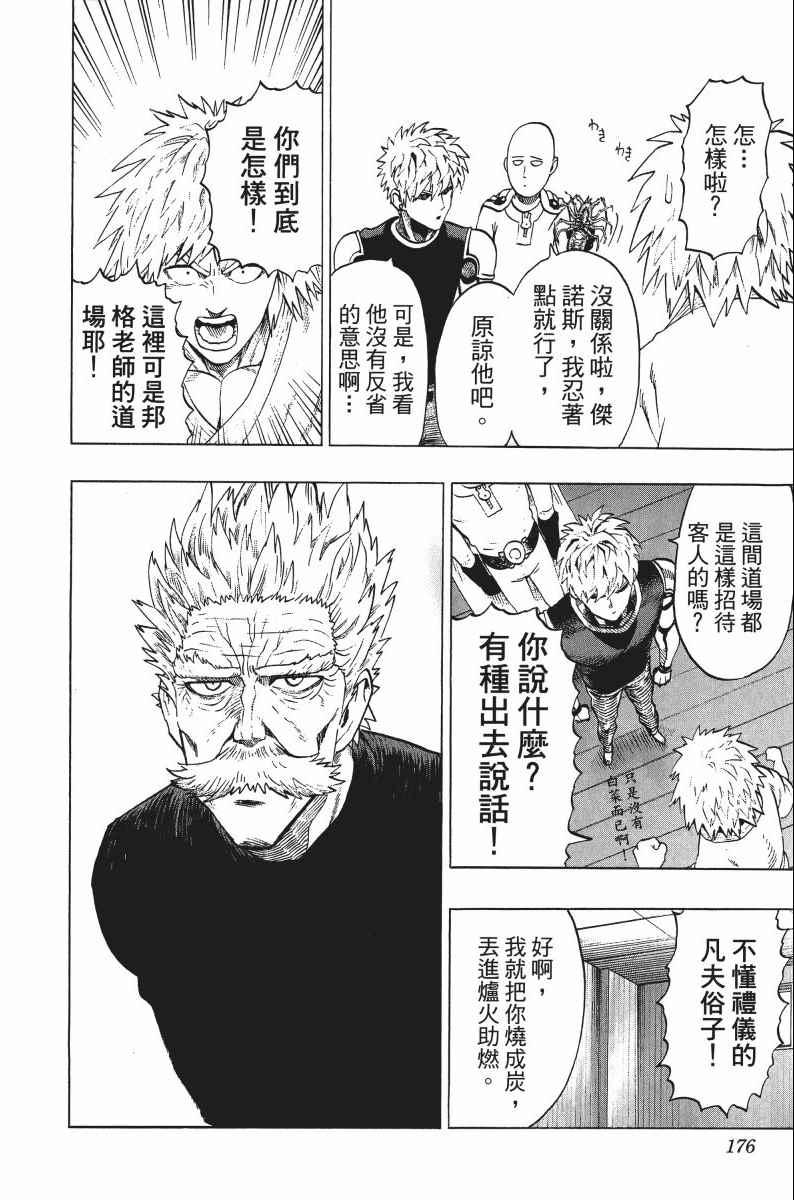 怎…
怎樣啦？
わき
わき
沒關係啦，傑
諾斯，我忍著
點就行了，
原諒他吧。
可是，我看
他沒有反省
的意思啊…
你們到底
是怎樣！
這裡可是邦
格老師的道
場耶！
這間道場都
是這樣招待
客人的嗎？
你說什麼？
有種出去說話！
只是沒有
白菜而已啊！
不懂禮儀的
凡夫俗子！
好啊，
我就把你燒成炭，
丟進爐火助燃。
176